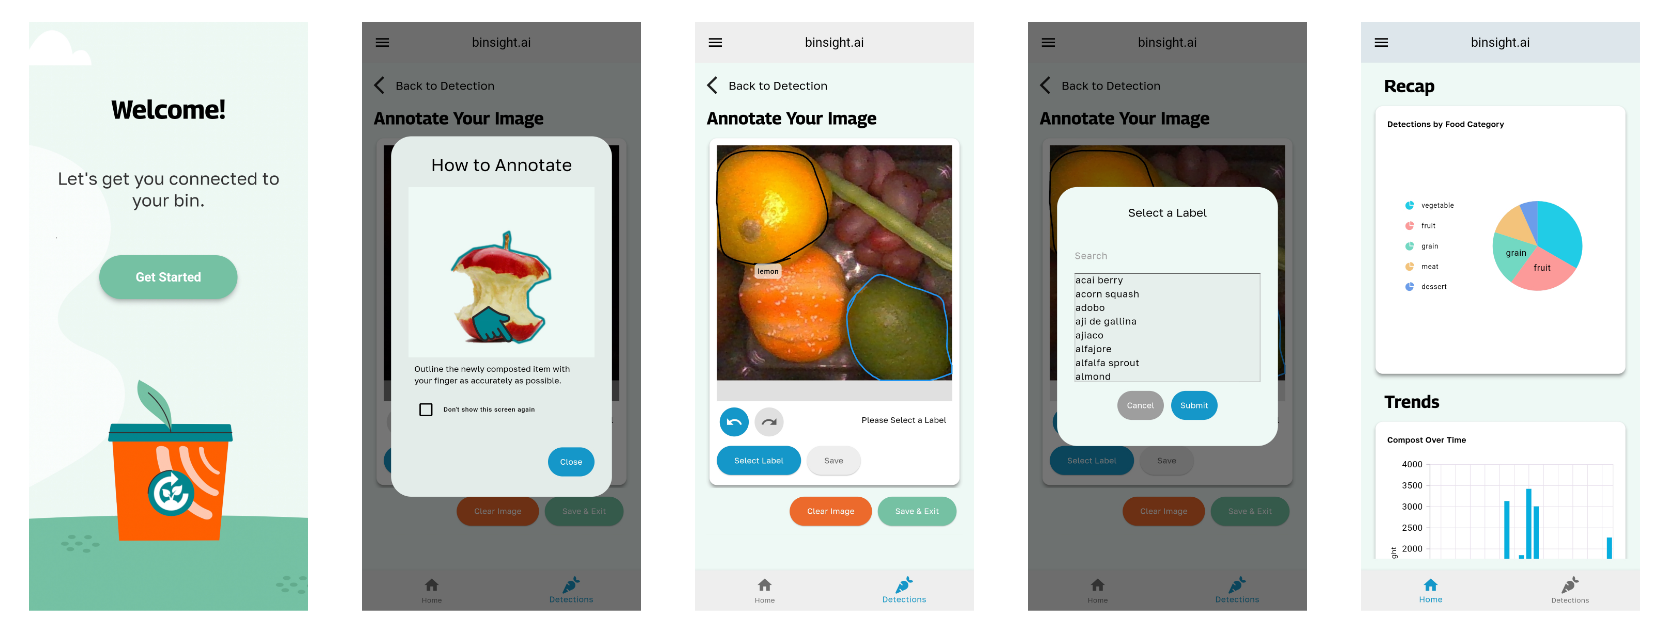 Welcome!
Let's get you connected to
your bin.
Get Started
binsight.ai
Back to Detection
Annotate Your Image
How to Annotate
Outline the newly composted item with
your finger as accurately as possible.
Don't show this screen again
Close
Clear Image
Save & Exit
Home
Detections
binsight.ai
Back to Detection
Annotate Your Image
lemon
Please Select a Label
Select Label
Save
Clear Image
Save & Exit
Home
Detections
binsight.ai
Back to Detection
Annotate Your Image
Select a Label
Search
acai berry
acorn squash
adobo
aji de gallina
ajiaco
alfajore
alfalfa sprout
almond
Cancel
Submit
Select Label
Save
Clear Image
Save & Exit
Home
Detections
binsight.ai
Recap
Detections by Food Category
vegetable
fruit
grain
meat
dessert
grain
fruit
Trends
Compost Over Time
4000
3500
3000
2500
2000
Home
Detections